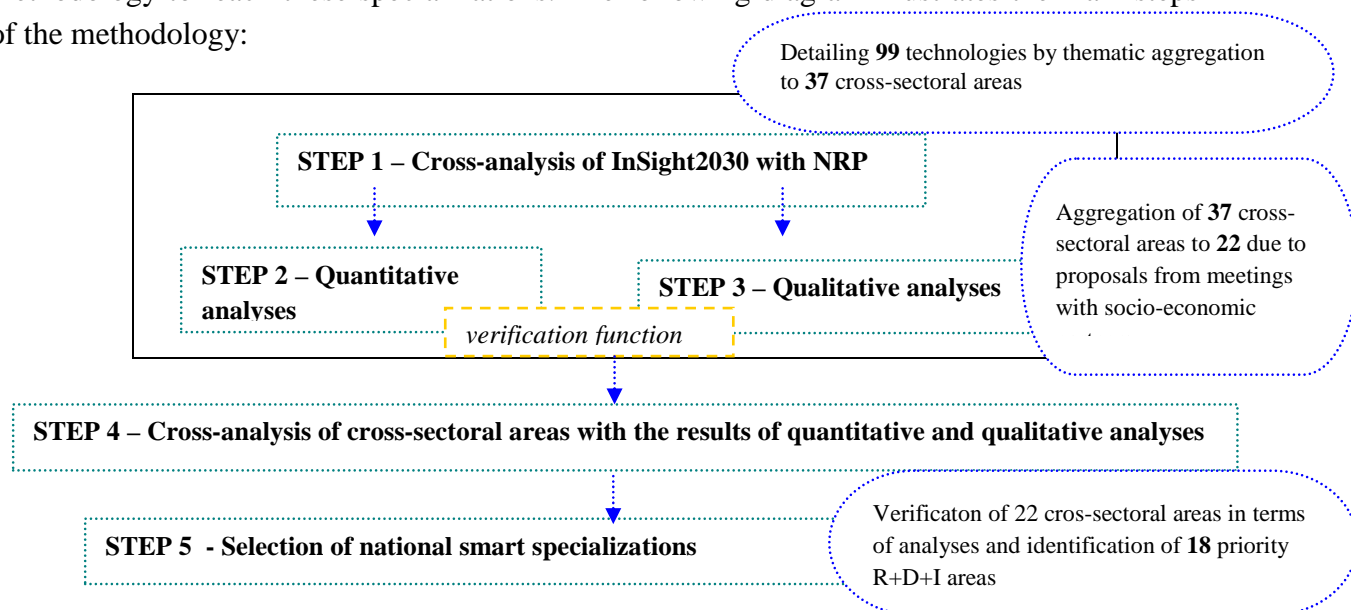 of the methodology:
Detailing 99 technologies by thematic aggregation
to 37 cross-sectoral areas
STEP 1 – Cross-analysis of InSight2030 with NRP
Aggregation of 37 cross-
sectoral areas to 22 due to
proposals from meetings
with socio-economic
STEP 2 – Quantitative
analyses
STEP 3 – Qualitative analyses
verification function
STEP 4 – Cross-analysis of cross-sectoral areas with the results of quantitative and qualitative analyses
STEP 5 - Selection of national smart specializations
Verificaton of 22 cros-sectoral areas in terms
of analyses and identification of 18 priority
R+D+I areas